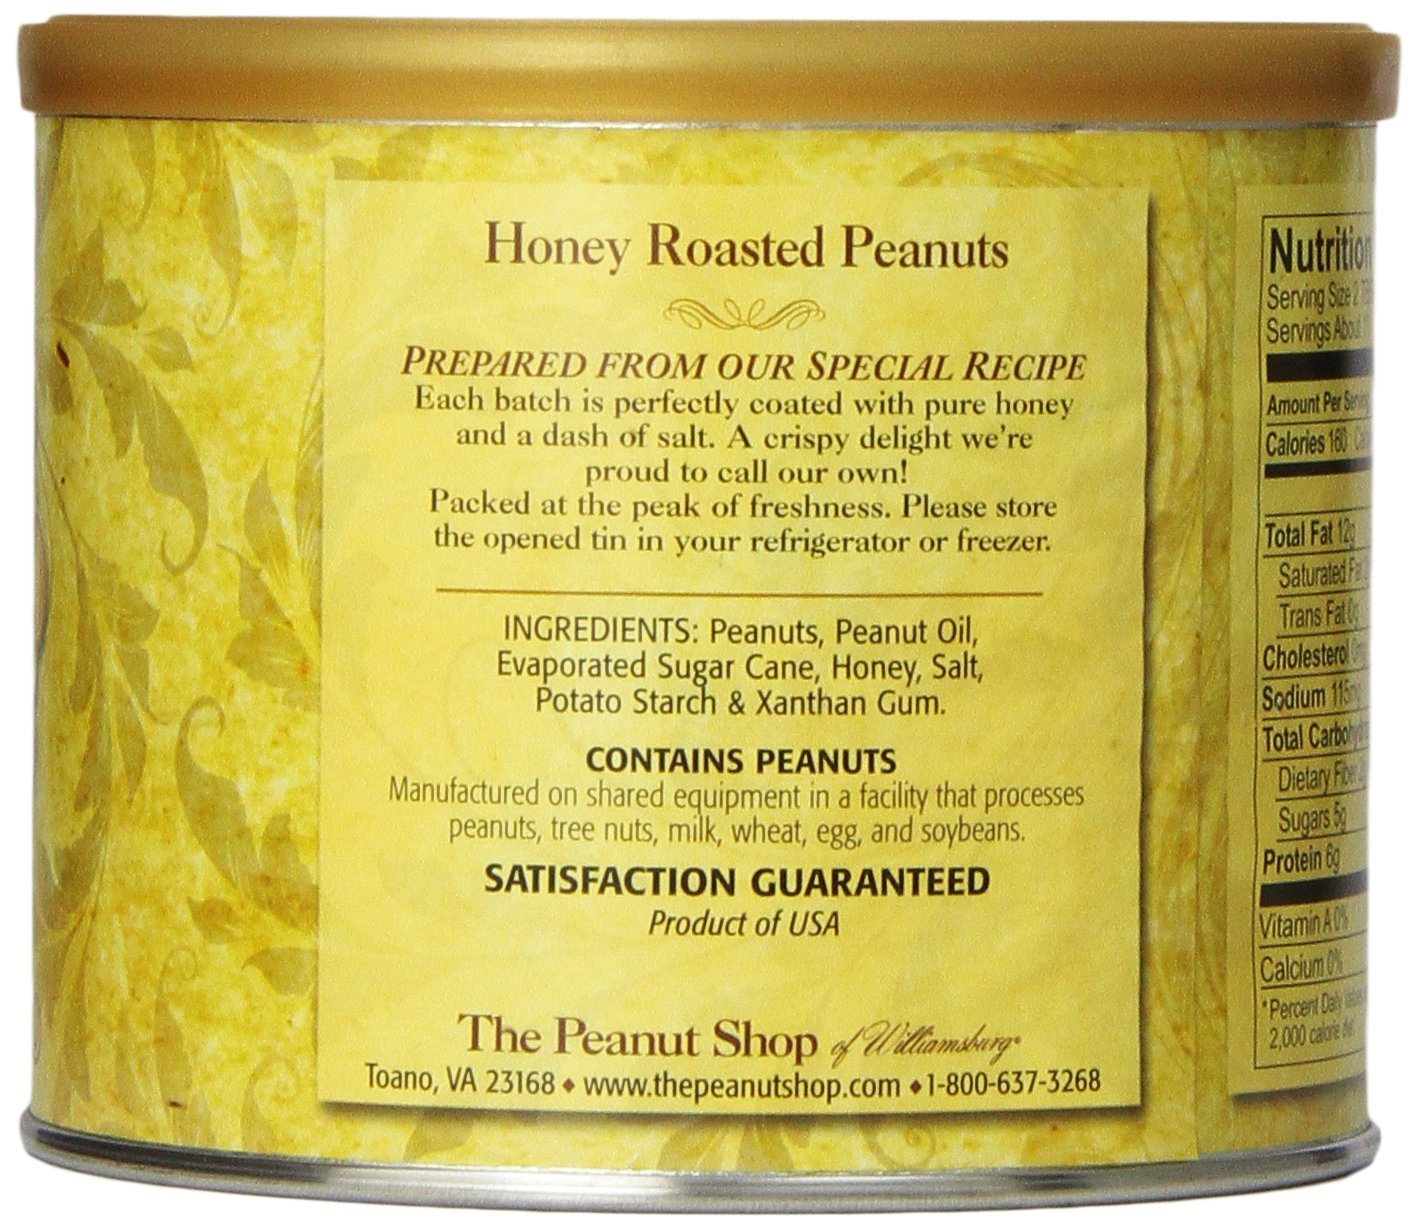 Honey Roasted Peanuts
PREPARED FROM OUR SPECIAL RECIPE
Each batch is perfectly coated with pure honey
and a dash of salt. A crispy delight we're
proud to call our own!
Packed at the peak of freshness. Please store
the opened tin in your refrigerator or freezer.
INGREDIENTS: Peanuts, Peanut Oil,
Evaporated Sugar Cane, Honey, Salt,
Potato Starch & Xanthan Gum.
CONTAINS PEANUTS
Manufactured on shared equipment in a facility that processes
peanuts, tree nuts, milk, wheat, egg, and soybeans.
SATISFACTION GUARANTEED
Product of USA
The Peanut Shop of Williamsburg®
Toano, VA 23168 ♦ www.thepeanutshop.com ♦ 1-800-637-3268
Nutrition
Serving Size 2
Servings About
Amount Per Serving
Calories 160
Total Fat 12g
Saturated Fat
Trans Fat 0g
Cholesterol
Sodium 115mg
Total Carbohydrate
Dietary Fiber
Sugars 5g
Protein 6g
Vitamin A 0%
Calcium 0%
*Percent Daily
2,000 calorie